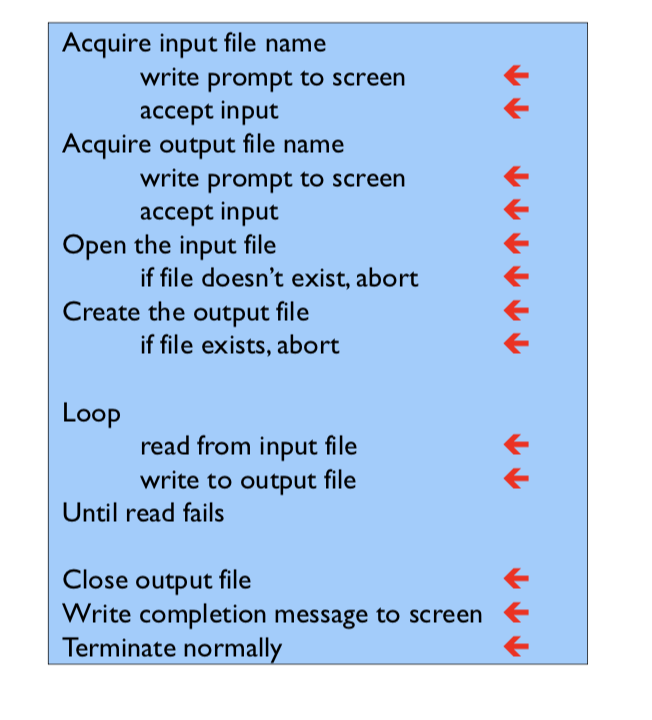 Acquire input file name
write prompt to screen ←
accept input ←
Acquire output file name
write prompt to screen ←
accept input ←
Open the input file ←
if file doesn’t exist, abort ←
Create the output file ←
if file exists, abort ←
Loop
read from input file ←
write to output file ←
Until read fails
Close output file ←
Write completion message to screen ←
Terminate normally ←